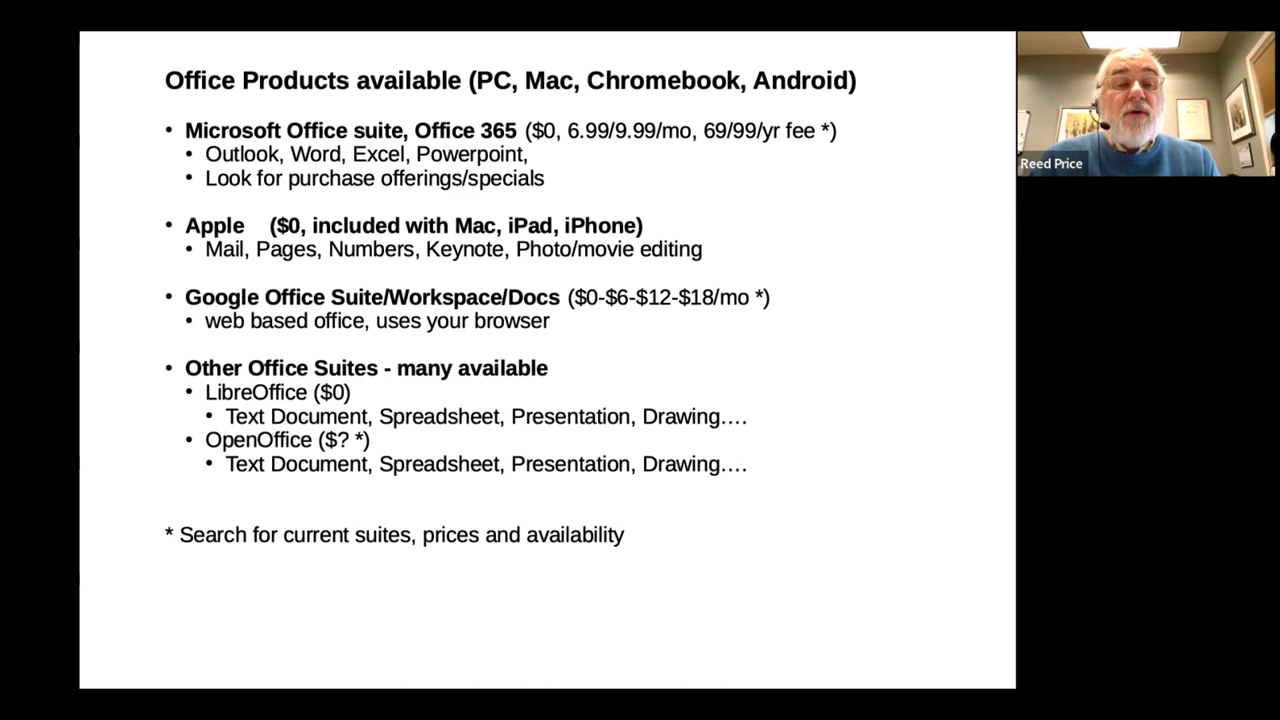 Office Products available (PC, Mac, Chromebook, Android)
• Microsoft Office suite, Office 365 ($0, 6.99/9.99/mo, 69/99/yr fee *)
• Outlook, Word, Excel, Powerpoint,
• Look for purchase offerings/specials
• Apple ($0, included with Mac, iPad, iPhone)
• Mail, Pages, Numbers, Keynote, Photo/movie editing
• Google Office Suite/Workspace/Docs ($0-$6-$12-$18/mo *)
• web based office, uses your browser
• Other Office Suites - many available
• LibreOffice ($0)
• Text Document, Spreadsheet, Presentation, Drawing….
• OpenOffice ($? *)
• Text Document, Spreadsheet, Presentation, Drawing….
* Search for current suites, prices and availability
Reed Price